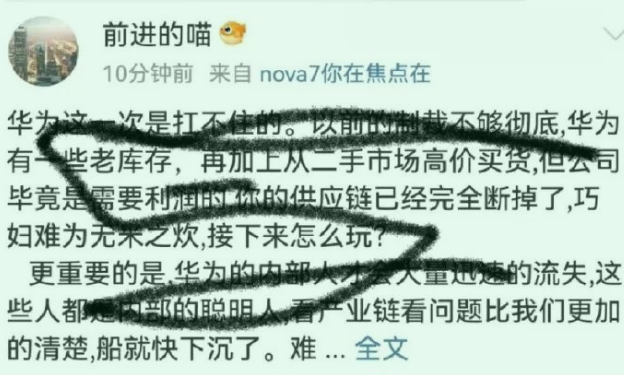 前进的喵
10分钟前 来自 nova7你在焦点在
华为这一次是扛不住的。以前的制裁不够彻底,华为
有一些老库存，再加上从二手市场高价买货,但公司
毕竟是需要利润的,你的供应链已经完全断掉了,巧
妇难为无米之炊,接下来怎么玩?
更重要的是,华为的内部人才会大量迅速的流失,这
些人都是内部的聪明人,看产业链看问题比我们更加
的清楚,船就快下沉了。难 ... 全文